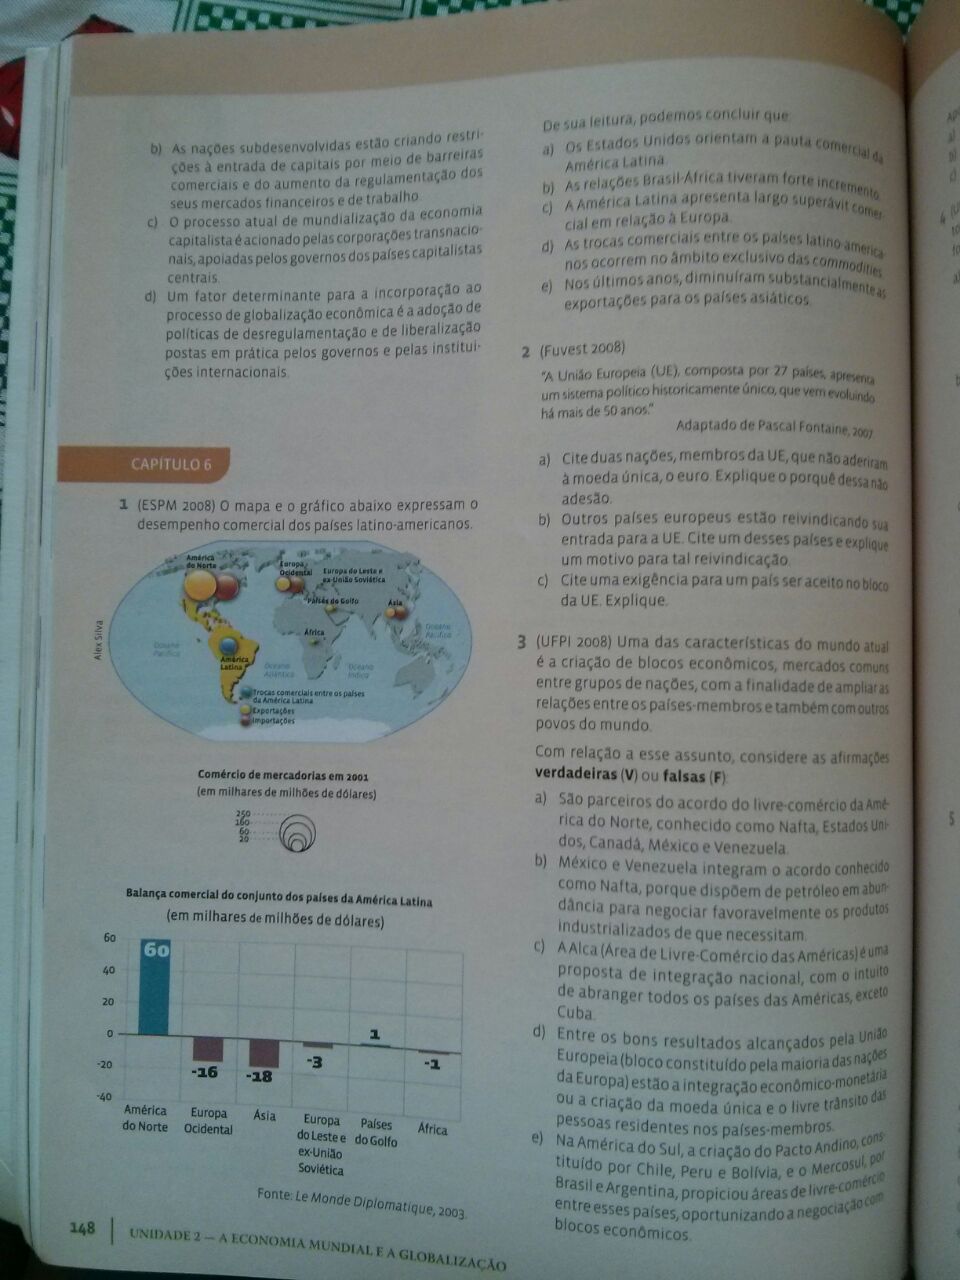 b) As nações subdesenvolvidas estão criando restri-
ções à entrada de capitais por meio de barreiras
comerciais e do aumento da regulamentação dos
seus mercados financeiros e de trabalho.
c) O processo atual de mundialização da economia
capitalista é acionado pelas corporações transnacio-
nais, apoiadas pelos governos dos países capitalistas
centrais.
d) Um fator determinante para a incorporação ao
processo de globalização econômica é a adoção de
políticas de desregulamentação e de liberalização
postas em prática pelos governos e pelas institui-
ções internacionais.
CAPÍTULO 6
1 (ESPM 2008) O mapa e o gráfico abaixo expressam o
desempenho comercial dos países latino-americanos.
América
do Norte
Europa
Ocidental
Europa do Leste e
ex-União Soviética
Países do Golfo
Ásia
África
América
Latina
Oceano
Pacífico
Oceano
Atlântico
Oceano
Índico
Oceano
Pacífico
Trocas comerciais entre os países
da América Latina
Exportações
Importações
Alex Silva
Comércio de mercadorias em 2001
(em milhares de milhões de dólares)
250
160
60
20
Balança comercial do conjunto dos países da América Latina
(em milhares de milhões de dólares)
60
40
20
0
-20
-40
60
-16
-18
-3
1
-1
América
do Norte
Europa
Ocidental
Ásia
Europa
do Leste e
ex-União
Soviética
Países
do Golfo
África
Fonte: Le Monde Diplomatique, 2003.
148 UNIDADE 2 — A ECONOMIA MUNDIAL E A GLOBALIZAÇÃO
De sua leitura, podemos concluir que:
a) Os Estados Unidos orientam a pauta comercial da
América Latina.
b) As relações Brasil-África tiveram forte incremento.
c) A América Latina apresenta largo superávit comer
cial em relação à Europa.
d) As trocas comerciais entre os países latino-america
nos ocorrem no âmbito exclusivo das commodities.
e) Nos últimos anos, diminuíram substancialmente as
exportações para os países asiáticos.
2 (Fuvest 2008)
"A União Europeia (UE), composta por 27 países, apresenta
um sistema político historicamente único, que vem evoluindo
há mais de 50 anos."
Adaptado de Pascal Fontaine, 2007
a) Cite duas nações, membros da UE, que não aderiram
à moeda única, o euro. Explique o porquê dessa não
adesão.
b) Outros países europeus estão reivindicando sua
entrada para a UE. Cite um desses países e explique
um motivo para tal reivindicação.
c) Cite uma exigência para um país ser aceito no bloco
da UE. Explique.
3 (UFPI 2008) Uma das características do mundo atual
é a criação de blocos econômicos, mercados comuns
entre grupos de nações, com a finalidade de ampliar as
relações entre os países-membros e também com outros
povos do mundo.
Com relação a esse assunto, considere as afirmações
verdadeiras (V) ou falsas (F).
a) São parceiros do acordo do livre-comércio da Amé-
rica do Norte, conhecido como Nafta, Estados Uni-
dos, Canadá, México e Venezuela.
b) México e Venezuela integram o acordo conhecido
como Nafta, porque dispõem de petróleo em abun-
dância para negociar favoravelmente os produtos
industrializados de que necessitam.
c) A Alca (Área de Livre-Comércio das Américas) é uma
proposta de integração nacional, com o intuito
de abranger todos os países das Américas, exceto
Cuba.
d) Entre os bons resultados alcançados pela União
Europeia (bloco constituído pela maioria das nações
da Europa) estão a integração econômico-monetária
ou a criação da moeda única e o livre trânsito das
pessoas residentes nos países-membros.
e) Na América do Sul, a criação do Pacto Andino, cons-
tituído por Chile, Peru e Bolívia, e o Mercosul, por
Brasil e Argentina, propiciou áreas de livre-comércio
entre esses países, oportunizando a negociação com
blocos econômicos.
4
5